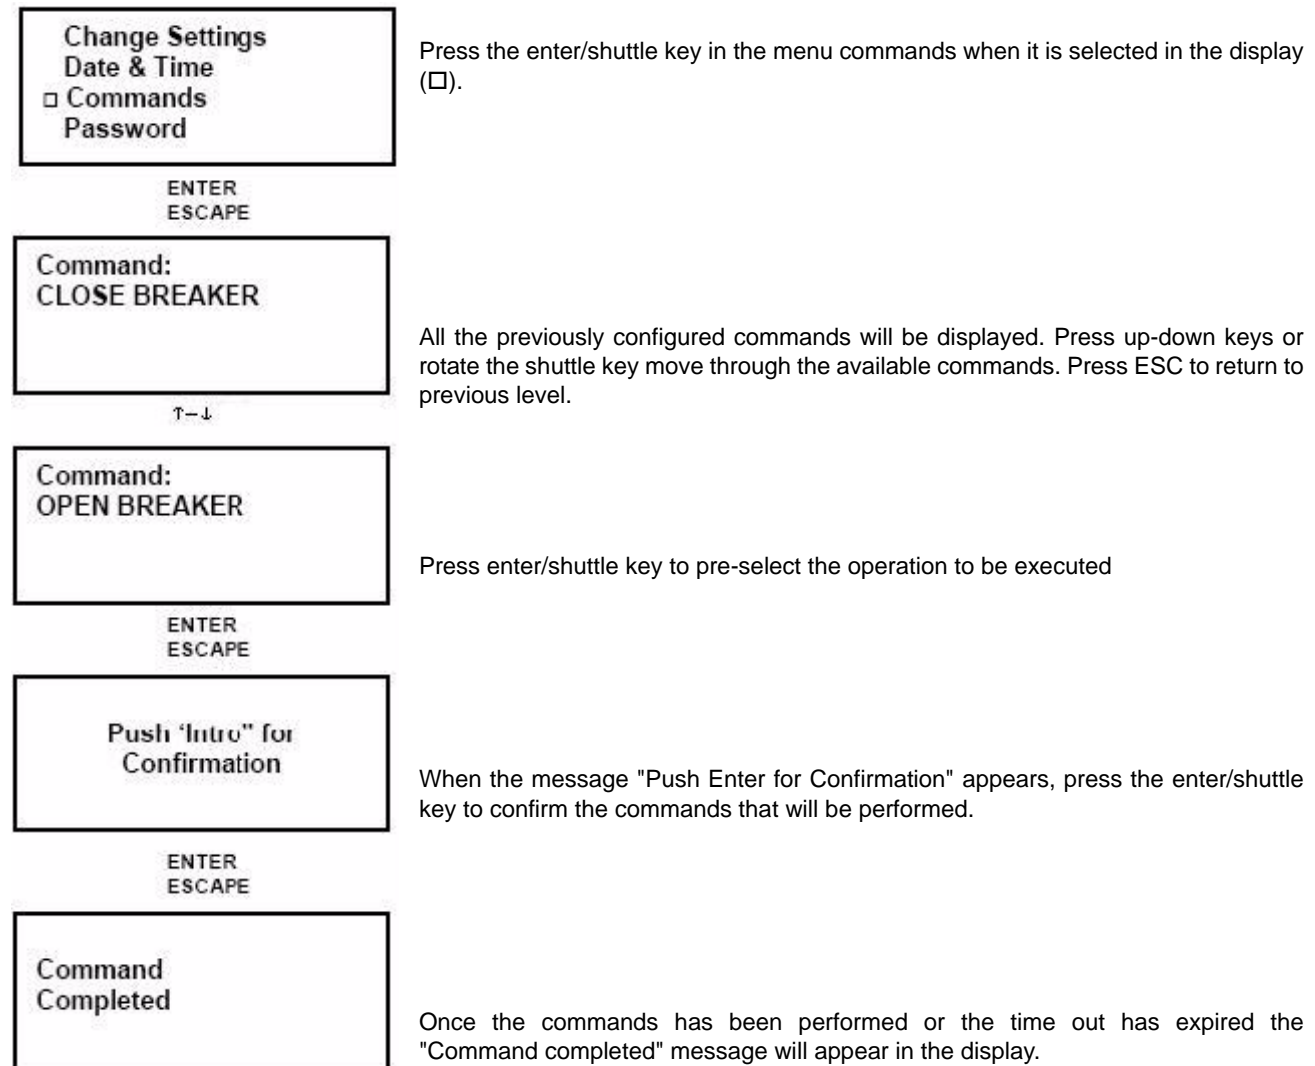 Change Settings
Date & Time
□ Commands
Password
Press the enter/shuttle key in the menu commands when it is selected in the display
(□).
ENTER
ESCAPE
Command:
CLOSE BREAKER
All the previously configured commands will be displayed. Press up-down keys or
rotate the shuttle key move through the available commands. Press ESC to return to
previous level.
↑–↓
Command:
OPEN BREAKER
Press enter/shuttle key to pre-select the operation to be executed
ENTER
ESCAPE
Push ‘Intro" for
Confirmation
When the message "Push Enter for Confirmation" appears, press the enter/shuttle
key to confirm the commands that will be performed.
ENTER
ESCAPE
Command
Completed
Once the commands has been performed or the time out has expired the
"Command completed" message will appear in the display.